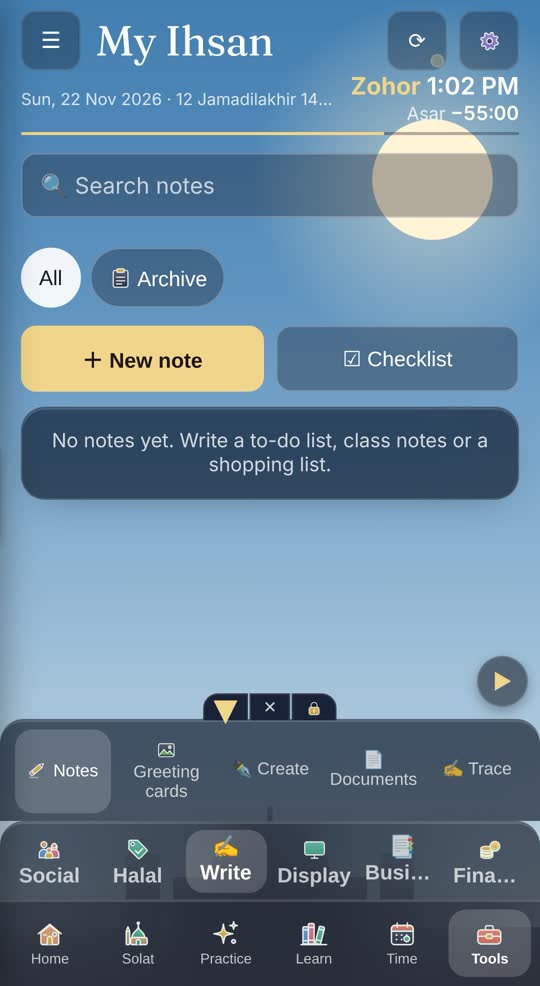 My Ihsan
Sun, 22 Nov 2026 · 12 Jamadilakhir 14...
Zohor 1:02 PM
Asar −55:00
Search notes
All
Archive
+ New note
Checklist
No notes yet. Write a to-do list, class notes or a
shopping list.
Notes
Greeting
cards
Create
Documents
Trace
Social
Halal
Write
Display
Busi...
Fina...
Home
Solat
Practice
Learn
Time
Tools